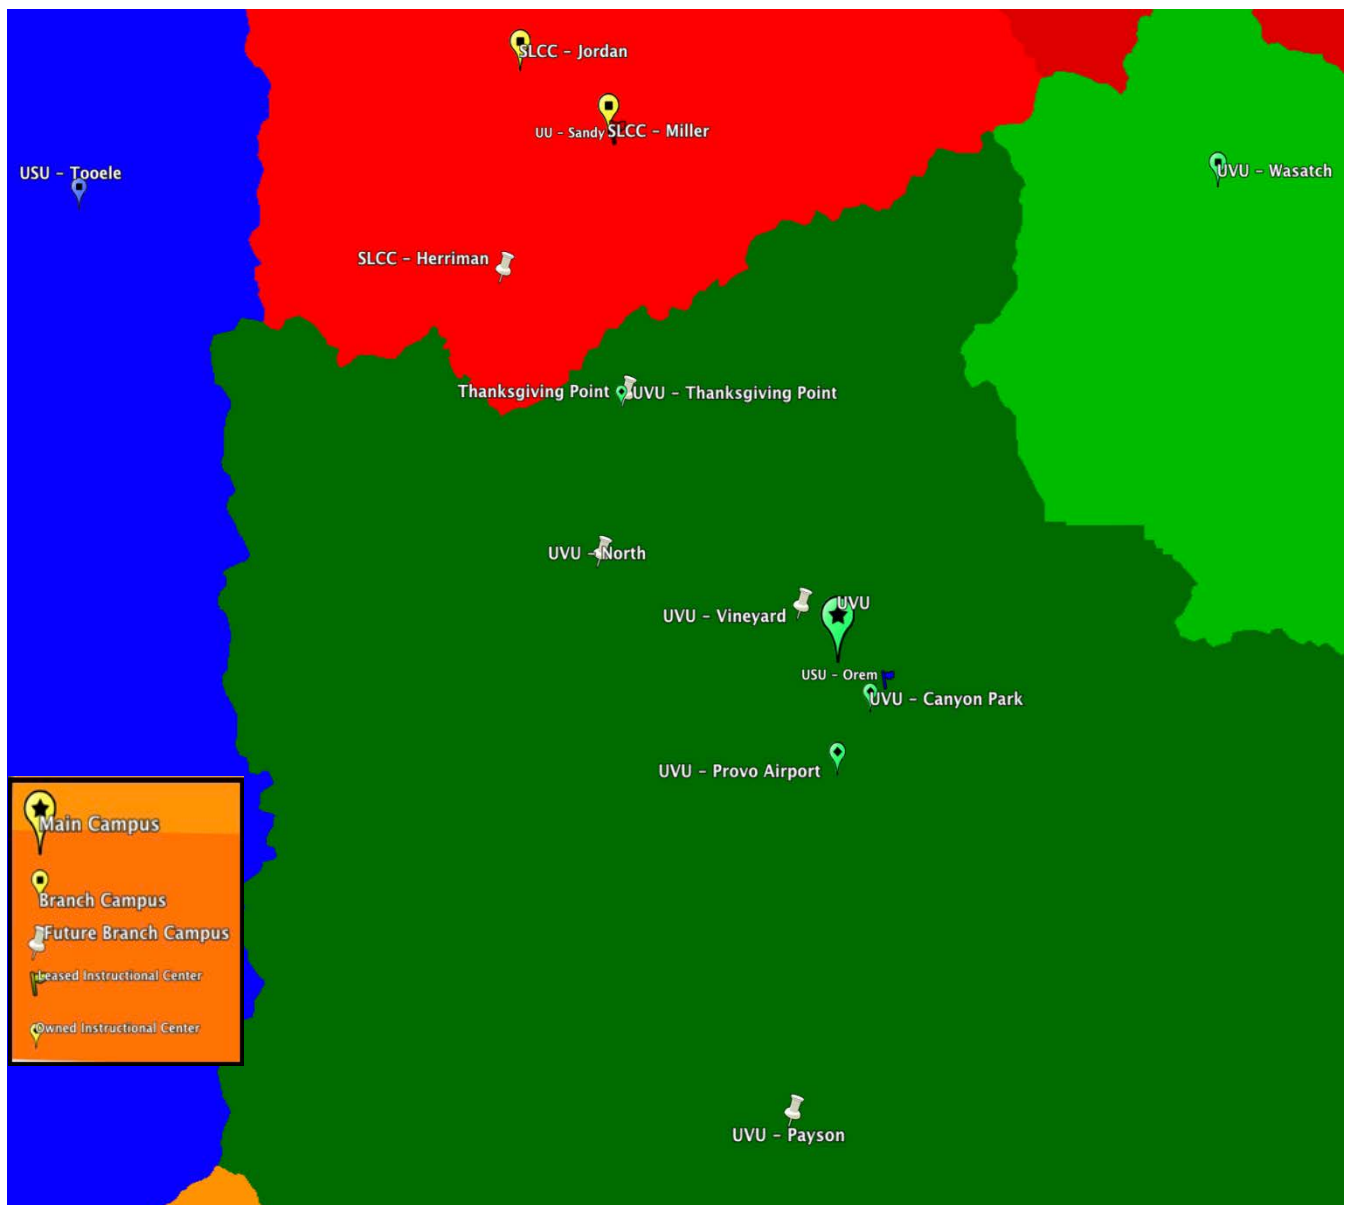 SLCC – Jordan
UU – Sandy
SLCC – Miller
USU – Tooele
UVU – Wasatch
SLCC – Herriman
Thanksgiving Point
UVU – Thanksgiving Point
UVU – North
UVU
UVU – Vineyard
USU – Orem
UVU – Canyon Park
UVU – Provo Airport
Main Campus
Branch Campus
Future Branch Campus
Leased Instructional Center
Owned Instructional Center
UVU – Payson